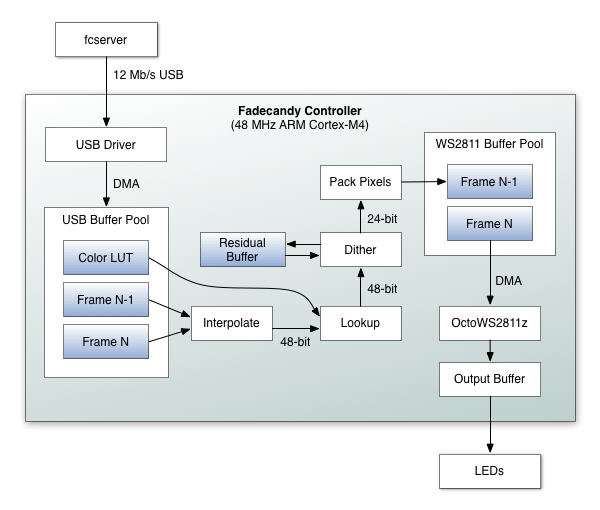 fcserver
12 Mb/s USB
Fadecandy Controller
(48 MHz ARM Cortex-M4)
USB Driver
DMA
USB Buffer Pool
Color LUT
Frame N-1
Frame N
Interpolate
48-bit
Lookup
48-bit
Residual
Buffer
Dither
24-bit
Pack Pixels
WS2811 Buffer Pool
Frame N-1
Frame N
DMA
OctoWS2811z
Output Buffer
LEDs